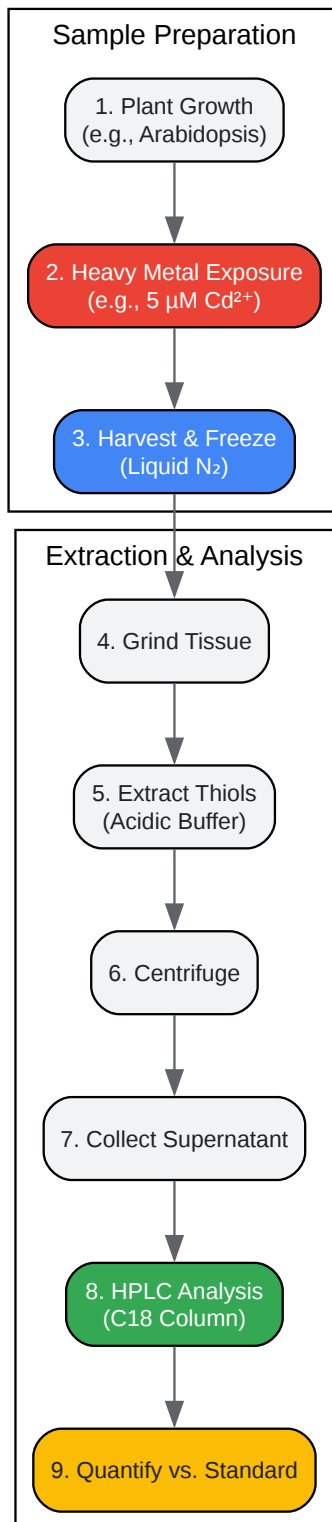 Sample Preparation
1. Plant Growth
(e.g., Arabidopsis)
2. Heavy Metal Exposure
(e.g., 5 µM Cd²⁺)
3. Harvest & Freeze
(Liquid N₂)
Extraction & Analysis
4. Grind Tissue
5. Extract Thiols
(Acidic Buffer)
6. Centrifuge
7. Collect Supernatant
8. HPLC Analysis
(C18 Column)
9. Quantify vs. Standard